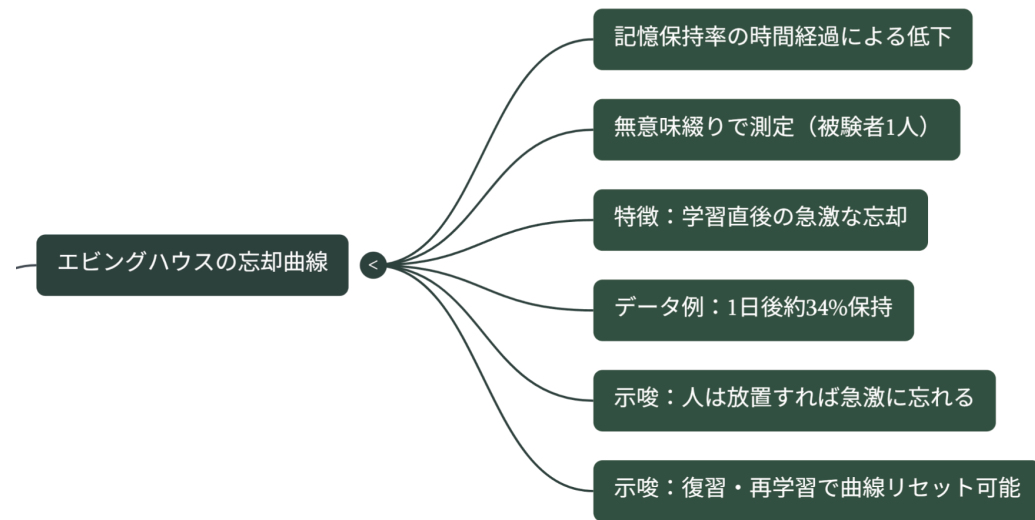 エビングハウスの忘却曲線
<
記憶保持率の時間経過による低下
無意味綴りで測定（被験者1人）
特徴：学習直後の急激な忘却
データ例：1日後約34%保持
示唆：人は放置すれば急激に忘れる
示唆：復習・再学習で曲線リセット可能